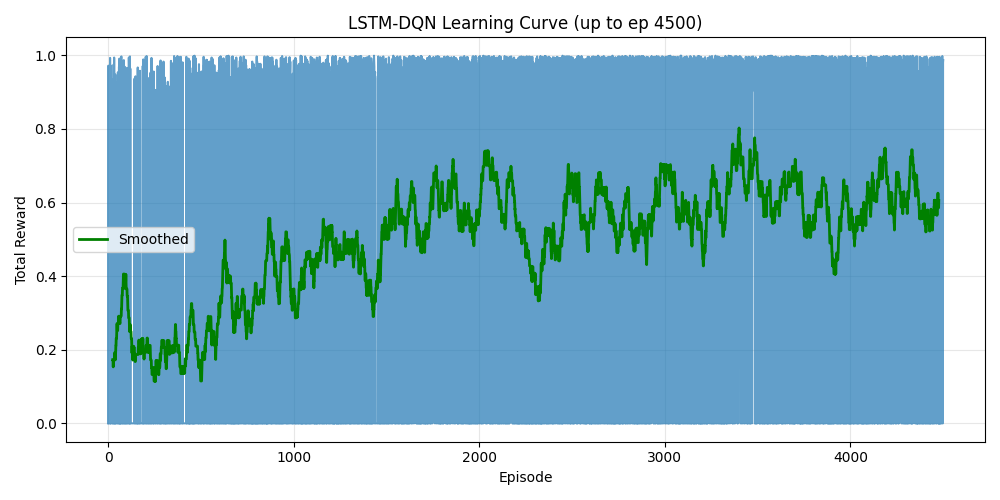 LSTM-DQN Learning Curve (up to ep 4500)
Total Reward
1.0
0.8
0.6
0.4
0.2
0.0
Smoothed
0 1000 2000 3000 4000
Episode